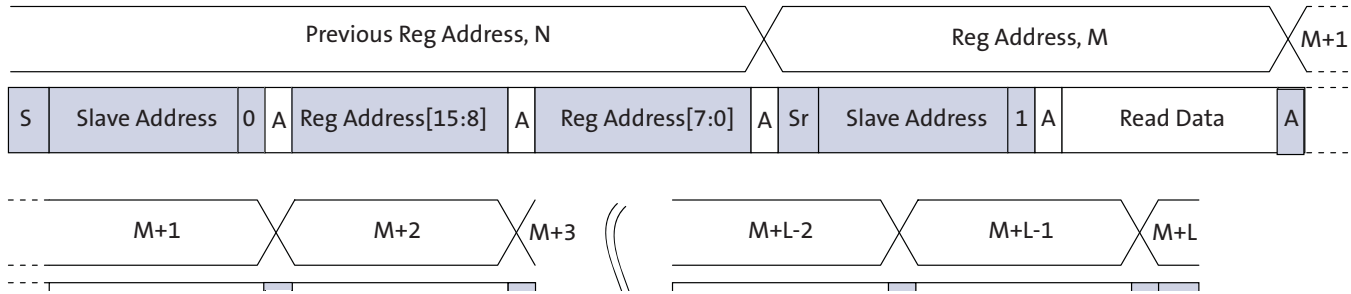 Previous Reg Address, N Reg Address, M M+1
S Slave Address 0 A Reg Address[15:8] A Reg Address[7:0] A Sr Slave Address 1 A Read Data A
M+1 M+2 M+3 M+L-2 M+L-1 M+L